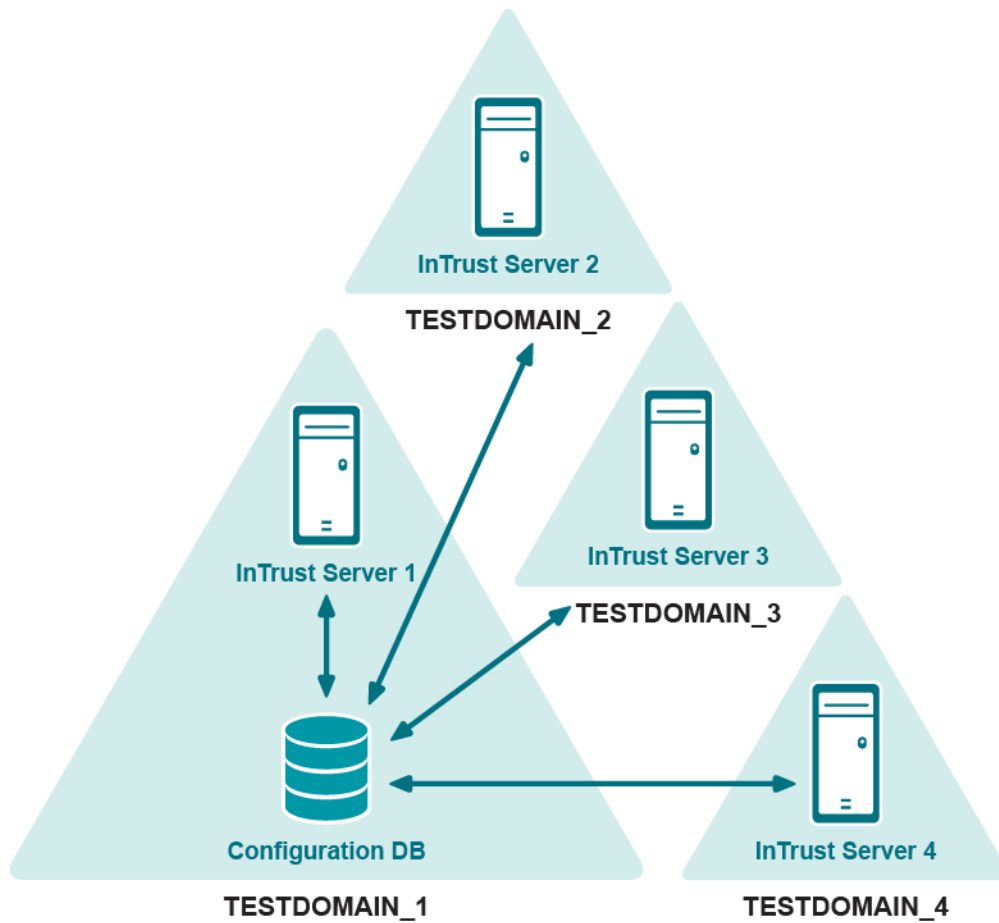 InTrust Server 2
TESTDOMAIN_2
InTrust Server 1
InTrust Server 3
TESTDOMAIN_3
Configuration DB
InTrust Server 4
TESTDOMAIN_1
TESTDOMAIN_4